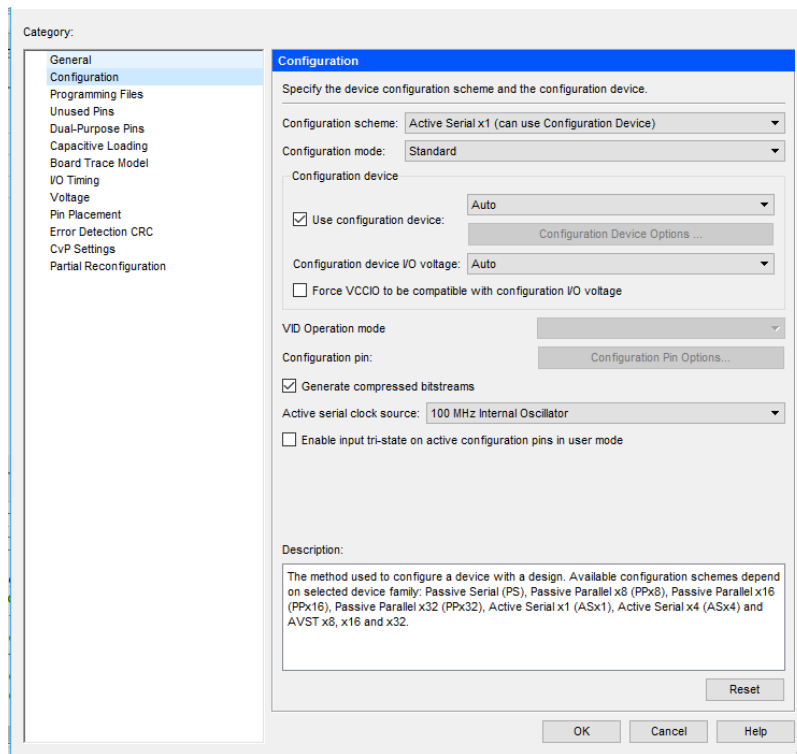 Category:
General
Configuration
Programming Files
Unused Pins
Dual-Purpose Pins
Capacitive Loading
Board Trace Model
I/O Timing
Voltage
Pin Placement
Error Detection CRC
CvP Settings
Partial Reconfiguration
Configuration
Specify the device configuration scheme and the configuration device.
Configuration scheme: Active Serial x1 (can use Configuration Device)
Configuration mode: Standard
Configuration device
Use configuration device: Auto
Configuration Device Options ...
Configuration device I/O voltage: Auto
Force VCCIO to be compatible with configuration I/O voltage
VID Operation mode
Configuration pin: Configuration Pin Options...
Generate compressed bitstreams
Active serial clock source: 100 MHz Internal Oscillator
Enable input tri-state on active configuration pins in user mode
Description:
The method used to configure a device with a design. Available configuration schemes depend
on selected device family: Passive Serial (PS), Passive Parallel x8 (PPx8), Passive Parallel x16
(PPx16), Passive Parallel x32 (PPx32), Active Serial x1 (ASx1), Active Serial x4 (ASx4) and
AVST x8, x16 and x32.
Reset
OK Cancel Help